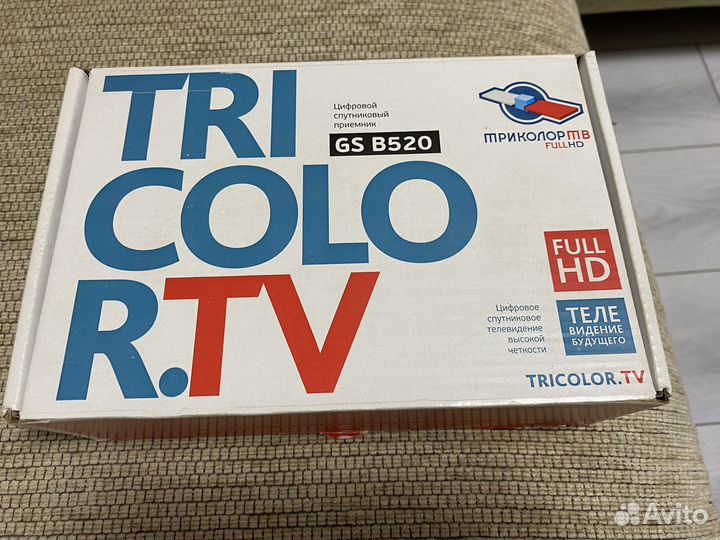 TRI
COLO
R.TV
Цифровой
спутниковый
приемник
GS B520
ТРИКОЛОР ТВ
FULL HD
FULL
HD
Цифровое
спутниковое
телевидение
высокой
четкости
ТЕЛЕ
ВИДЕНИЕ
БУДУЩЕГО
TRICOLOR.TV
Avito